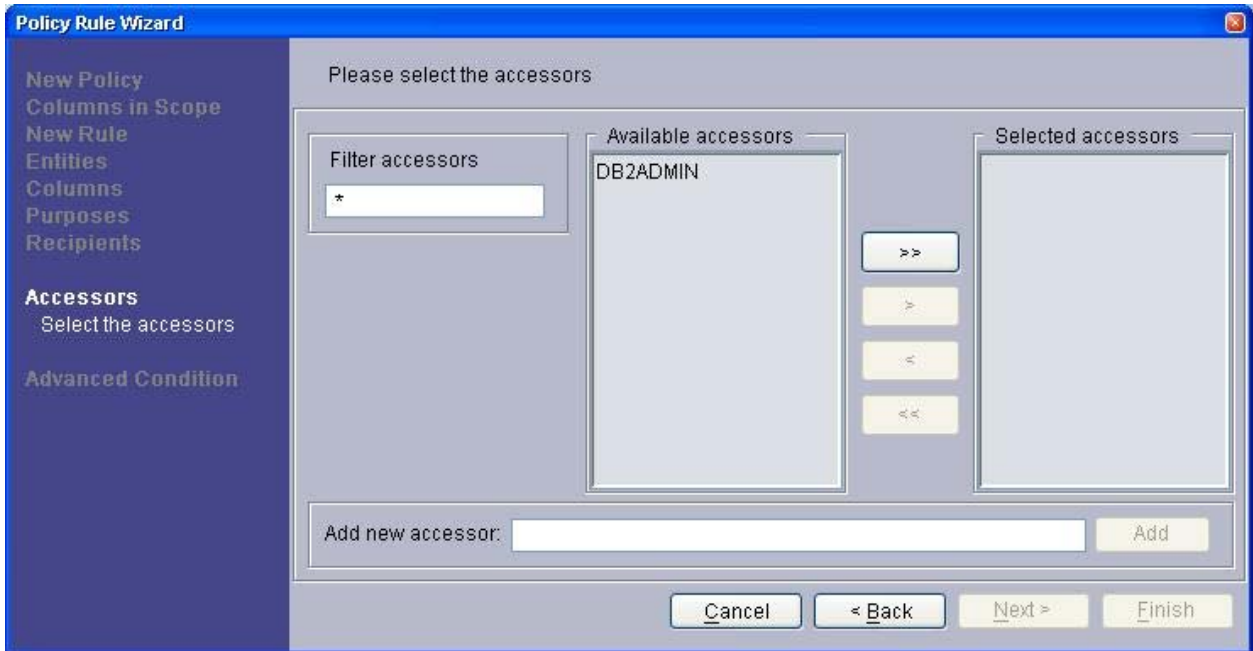 Policy Rule Wizard
New Policy
Columns in Scope
New Rule
Entities
Columns
Purposes
Recipients
Accessors
Select the accessors
Advanced Condition
Please select the accessors
Filter accessors
*
Available accessors
DB2ADMIN
>>
>
<
<<
Selected accessors
Add new accessor:
Add
Cancel
< Back
Next >
Finish